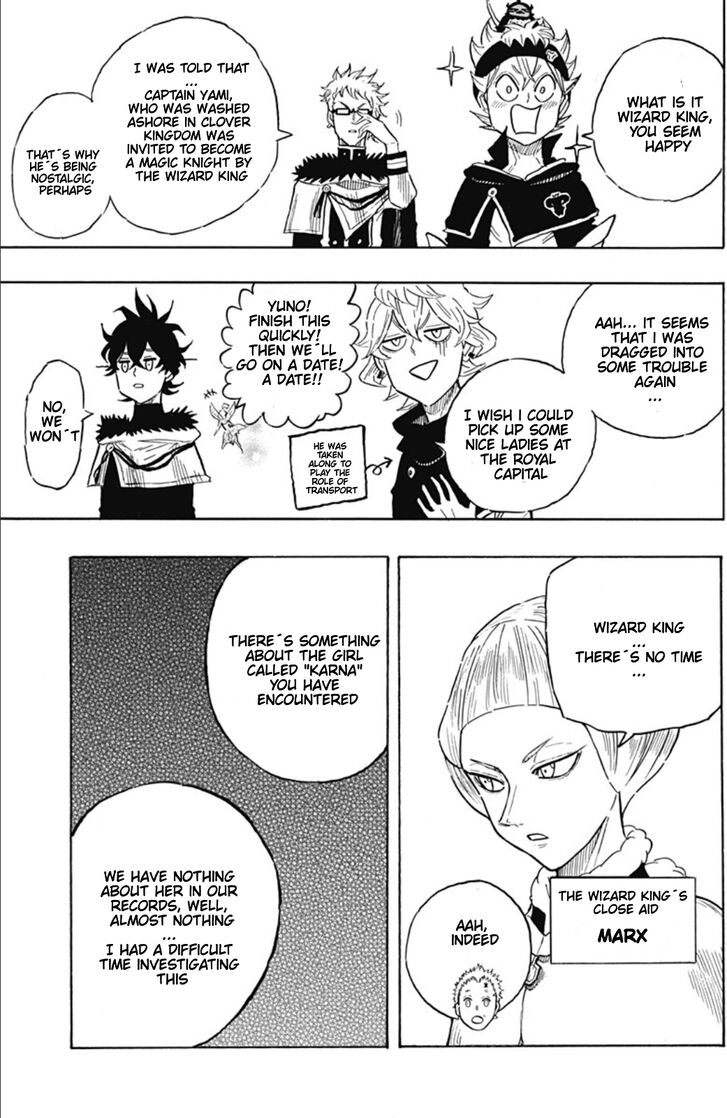 WHAT IS IT
WIZARD KING,
YOU SEEM
HAPPY
I WAS TOLD THAT
...
CAPTAIN YAMI,
WHO WAS WASHED
ASHORE IN CLOVER
KINGDOM WAS
INVITED TO BECOME
A MAGIC KNIGHT BY
THE WIZARD KING
THAT´S WHY
HE´S BEING
NOSTALGIC,
PERHAPS
AAH... IT SEEMS
THAT I WAS
DRAGGED INTO
SOME TROUBLE
AGAIN
...
I WISH I COULD
PICK UP SOME
NICE LADIES AT
THE ROYAL
CAPITAL
HE WAS
TAKEN
ALONG TO
PLAY THE
ROLE OF
TRANSPORT
YUNO!
FINISH THIS
QUICKLY!
THEN WE´LL
GO ON A DATE!
A DATE!!
NO,
WE
WON´T
WIZARD KING
...
THERE´S NO TIME
...
THE WIZARD KING´S
CLOSE AID
MARX
AAH,
INDEED
THERE´S SOMETHING
ABOUT THE GIRL
CALLED "KARNA"
YOU HAVE
ENCOUNTERED
WE HAVE NOTHING
ABOUT HER IN OUR
RECORDS, WELL,
ALMOST NOTHING
...
I HAD A DIFFICULT
TIME INVESTIGATING
THIS